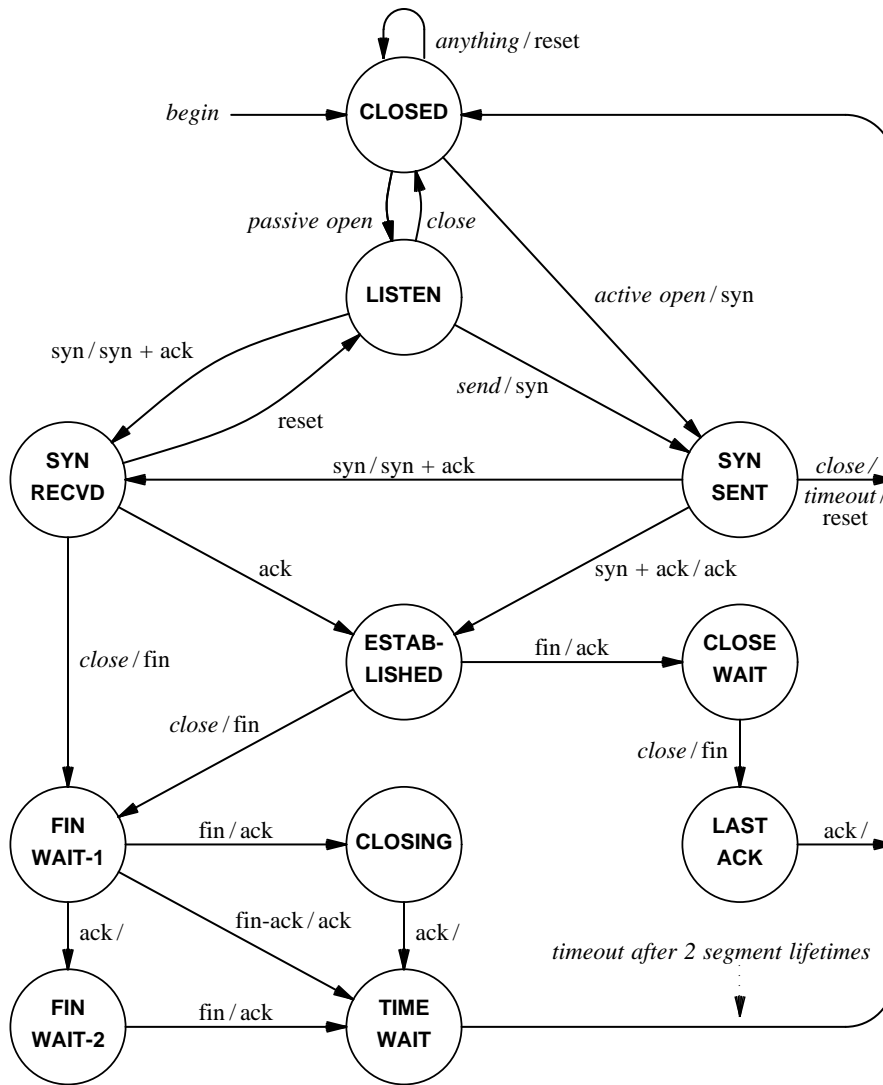 anything / reset
begin
CLOSED
passive open
close
LISTEN
active open / syn
syn / syn + ack
send / syn
reset
SYN
RECVD
syn / syn + ack
SYN
SENT
close /
timeout /
reset
ack
syn + ack / ack
close / fin
ESTAB-
LISHED
fin / ack
CLOSE
WAIT
close / fin
close / fin
FIN
WAIT-1
fin / ack
CLOSING
LAST
ACK
ack /
ack /
fin-ack / ack
ack /
timeout after 2 segment lifetimes
FIN
WAIT-2
fin / ack
TIME
WAIT